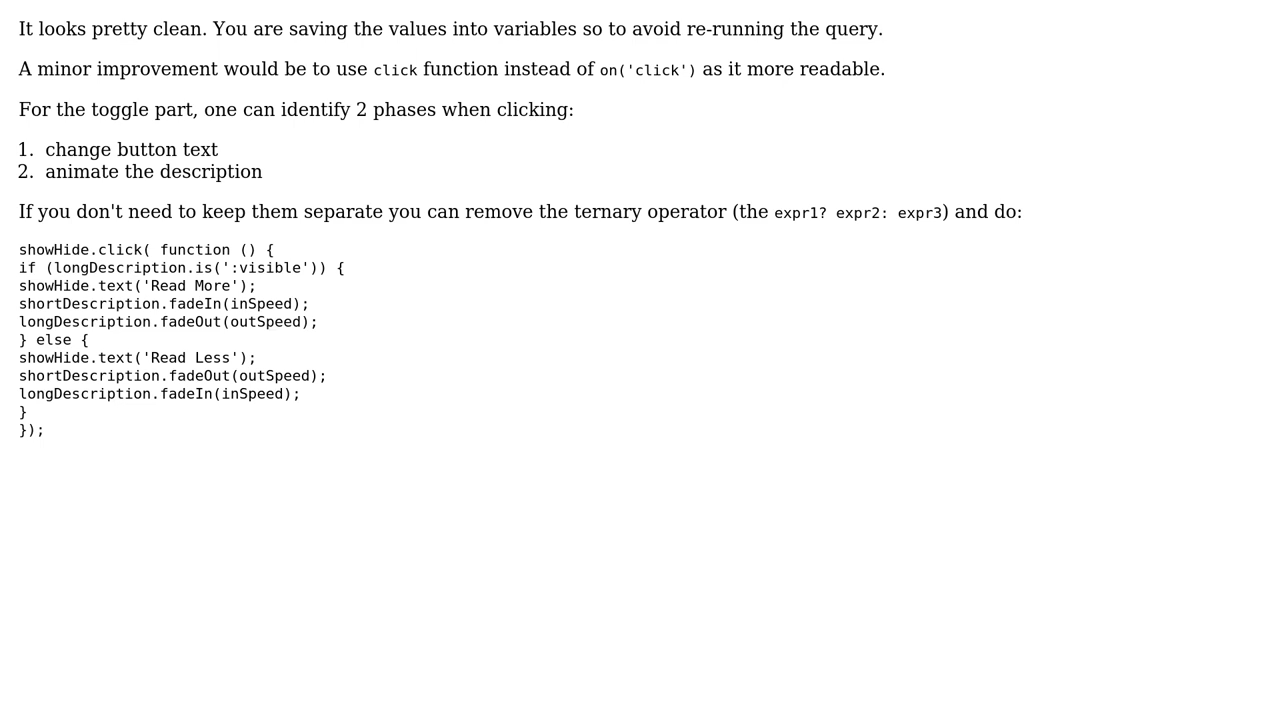 It looks pretty clean. You are saving the values into variables so to avoid re-running the query.
A minor improvement would be to use click function instead of on('click') as it more readable.
For the toggle part, one can identify 2 phases when clicking:
1. change button text
2. animate the description
If you don't need to keep them separate you can remove the ternary operator (the expr1? expr2: expr3) and do:
showHide.click( function () {
if (longDescription.is(':visible')) {
showHide.text('Read More');
shortDescription.fadeIn(inSpeed);
longDescription.fadeOut(outSpeed);
} else {
showHide.text('Read Less');
shortDescription.fadeOut(outSpeed);
longDescription.fadeIn(inSpeed);
}
});